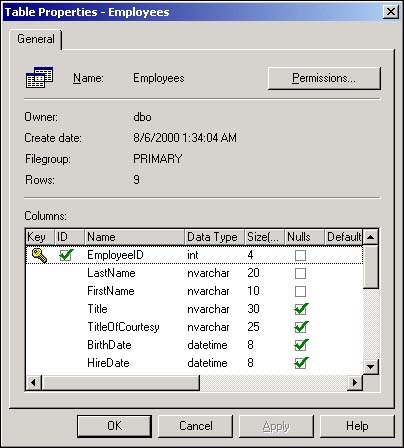 Table Properties - Employees
General
Name: Employees Permissions...
Owner: dbo
Create date: 8/6/2000 1:34:04 AM
Filegroup: PRIMARY
Rows: 9
Columns:
Key ID Name Data Type Size(... Nulls Default
EmployeeID int 4
LastName nvarchar 20
FirstName nvarchar 10
Title nvarchar 30
TitleOfCourtesy nvarchar 25
BirthDate datetime 8
HireDate datetime 8
OK Cancel Apply Help